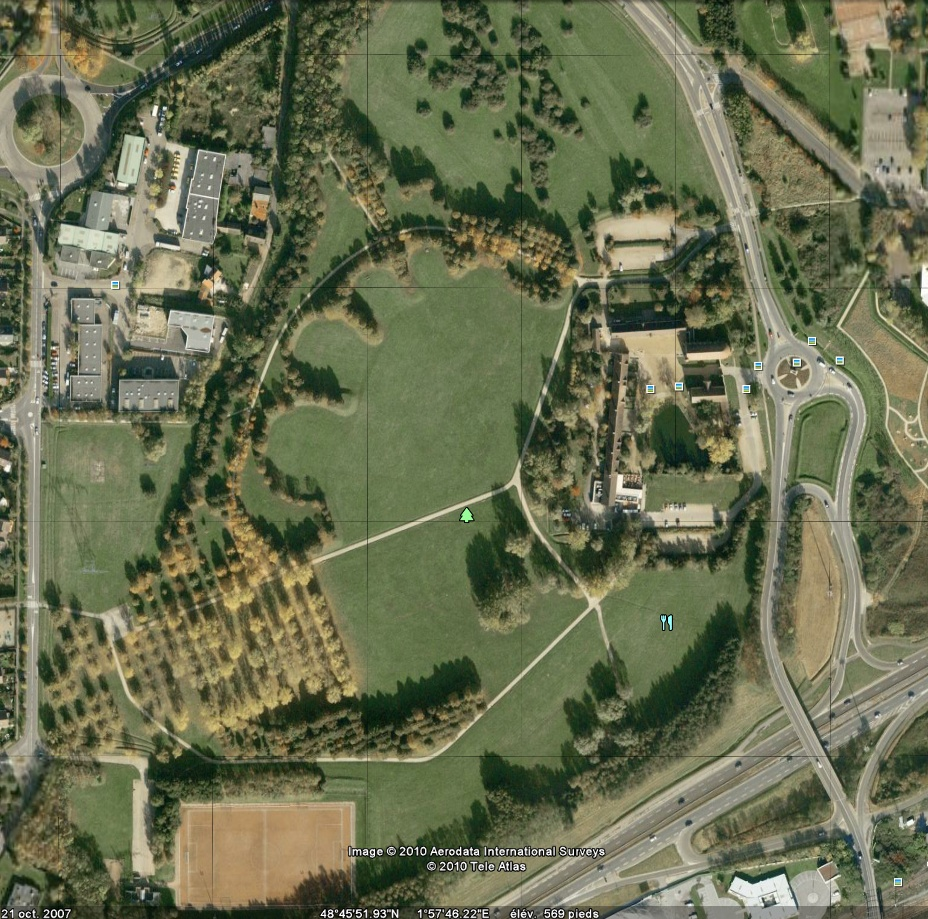 Image © 2010 Aerodata International Surveys
© 2010 Tele Atlas
21 oct. 2007 48°45'51.93"N 1°57'46.22"E élév. 569 pieds